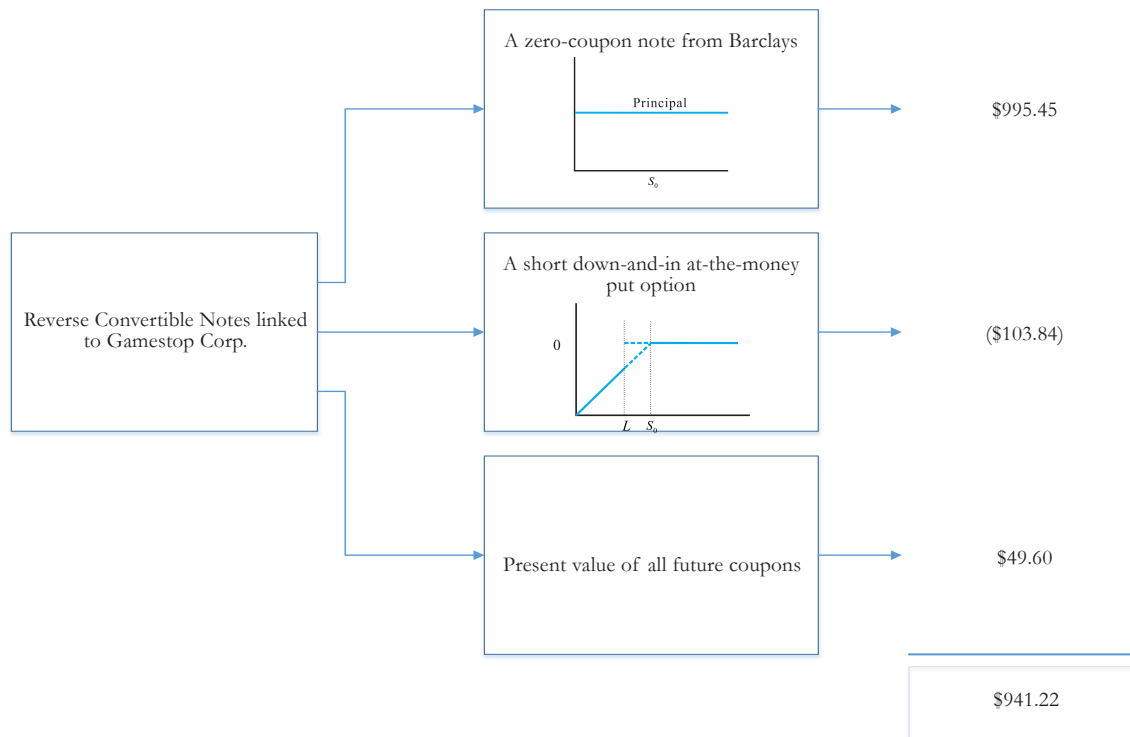 A zero-coupon note from Barclays
Principal
S₀
$995.45
Reverse Convertible Notes linked
to Gamestop Corp.
A short down-and-in at-the-money
put option
0
L S₀
($103.84)
Present value of all future coupons
$49.60
$941.22